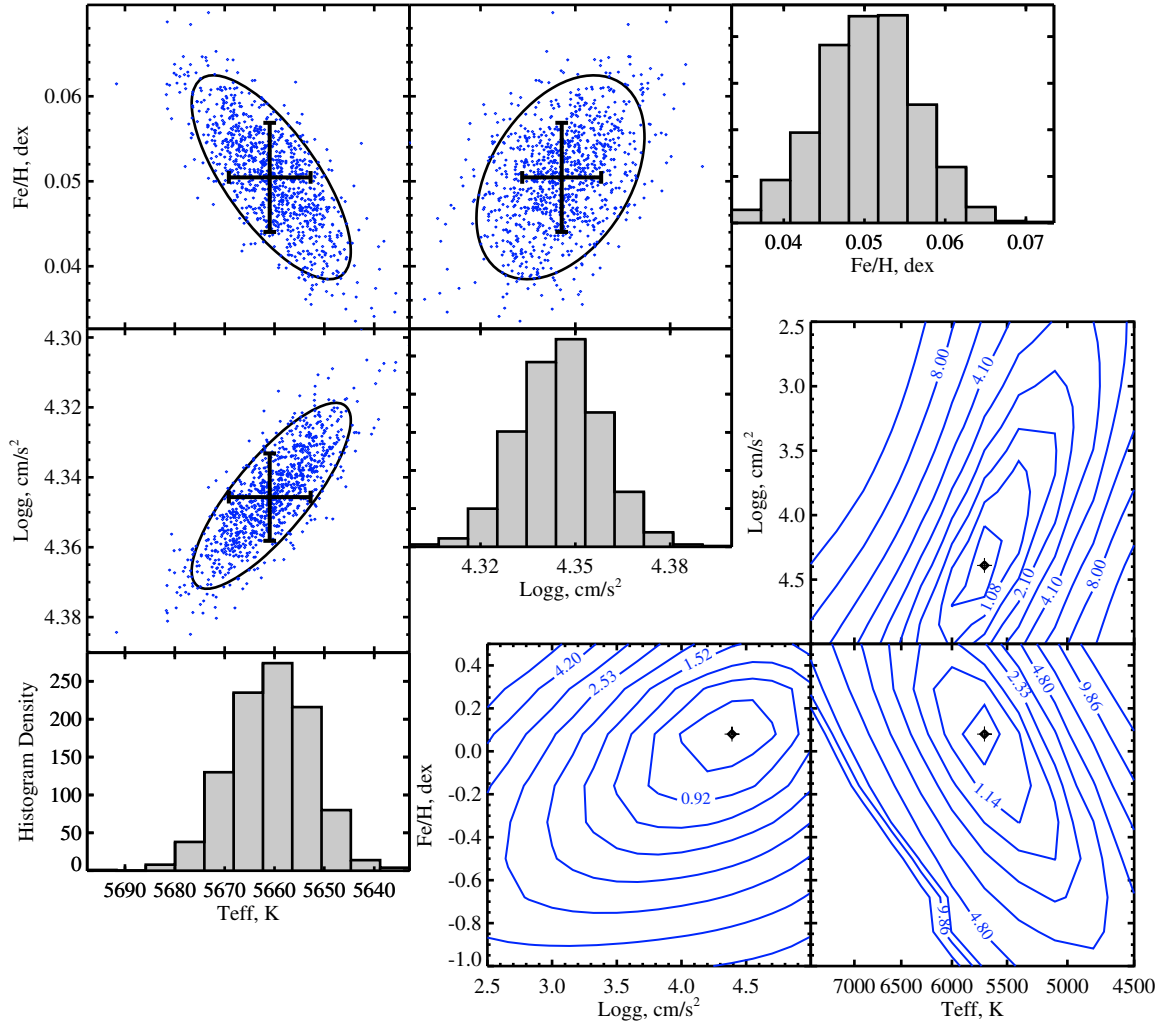 0.06
0.05
0.04
Fe/H, dex
0.04 0.05 0.06 0.07
Fe/H, dex
4.30
4.32
4.34
4.36
4.38
Logg, cm/s²
4.32 4.35 4.38
Logg, cm/s²
2.5
3.0
3.5
4.0
4.5
Logg, cm/s²
8.00
4.10
1.08
2.10
4.10
8.00
250
200
150
100
50
0
Histogram Density
5690 5680 5670 5660 5650 5640
Teff, K
0.4
0.2
0.0
-0.2
-0.4
-0.6
-0.8
-1.0
Fe/H, dex
4.20
2.53
1.52
0.92
2.5 3.0 3.5 4.0 4.5
Logg, cm/s²
2.33
4.80
9.86
1.14
9.86
4.80
7000 6500 6000 5500 5000 4500
Teff, K